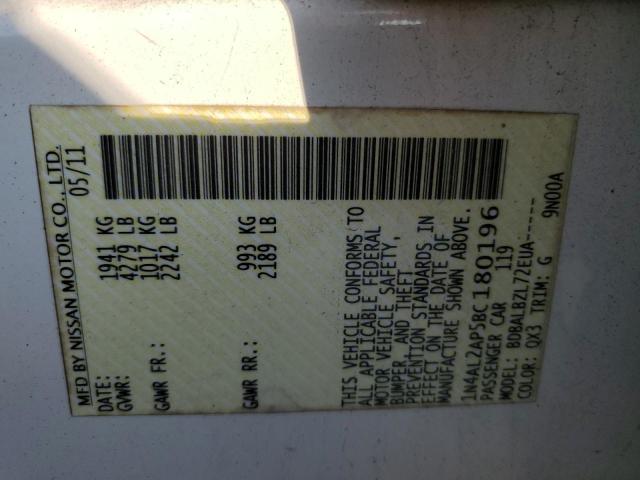 MFD BY NISSAN MOTOR CO., LTD.
DATE: 05/11
GVWR: 1941 KG
4279 LB
GAWR FR.: 1017 KG
2242 LB
GAWR RR.: 993 KG
2189 LB
THIS VEHICLE CONFORMS TO
ALL APPLICABLE FEDERAL
MOTOR VEHICLE SAFETY,
BUMPER, AND THEFT
PREVENTION STANDARDS IN
EFFECT ON THE DATE OF
MANUFACTURE SHOWN ABOVE.
1N4AL2AP5BC180196
PASSENGER CAR 119
MODEL: BDBALBZL72EUA-----
COLOR: QX3 TRIM: G 9N00A